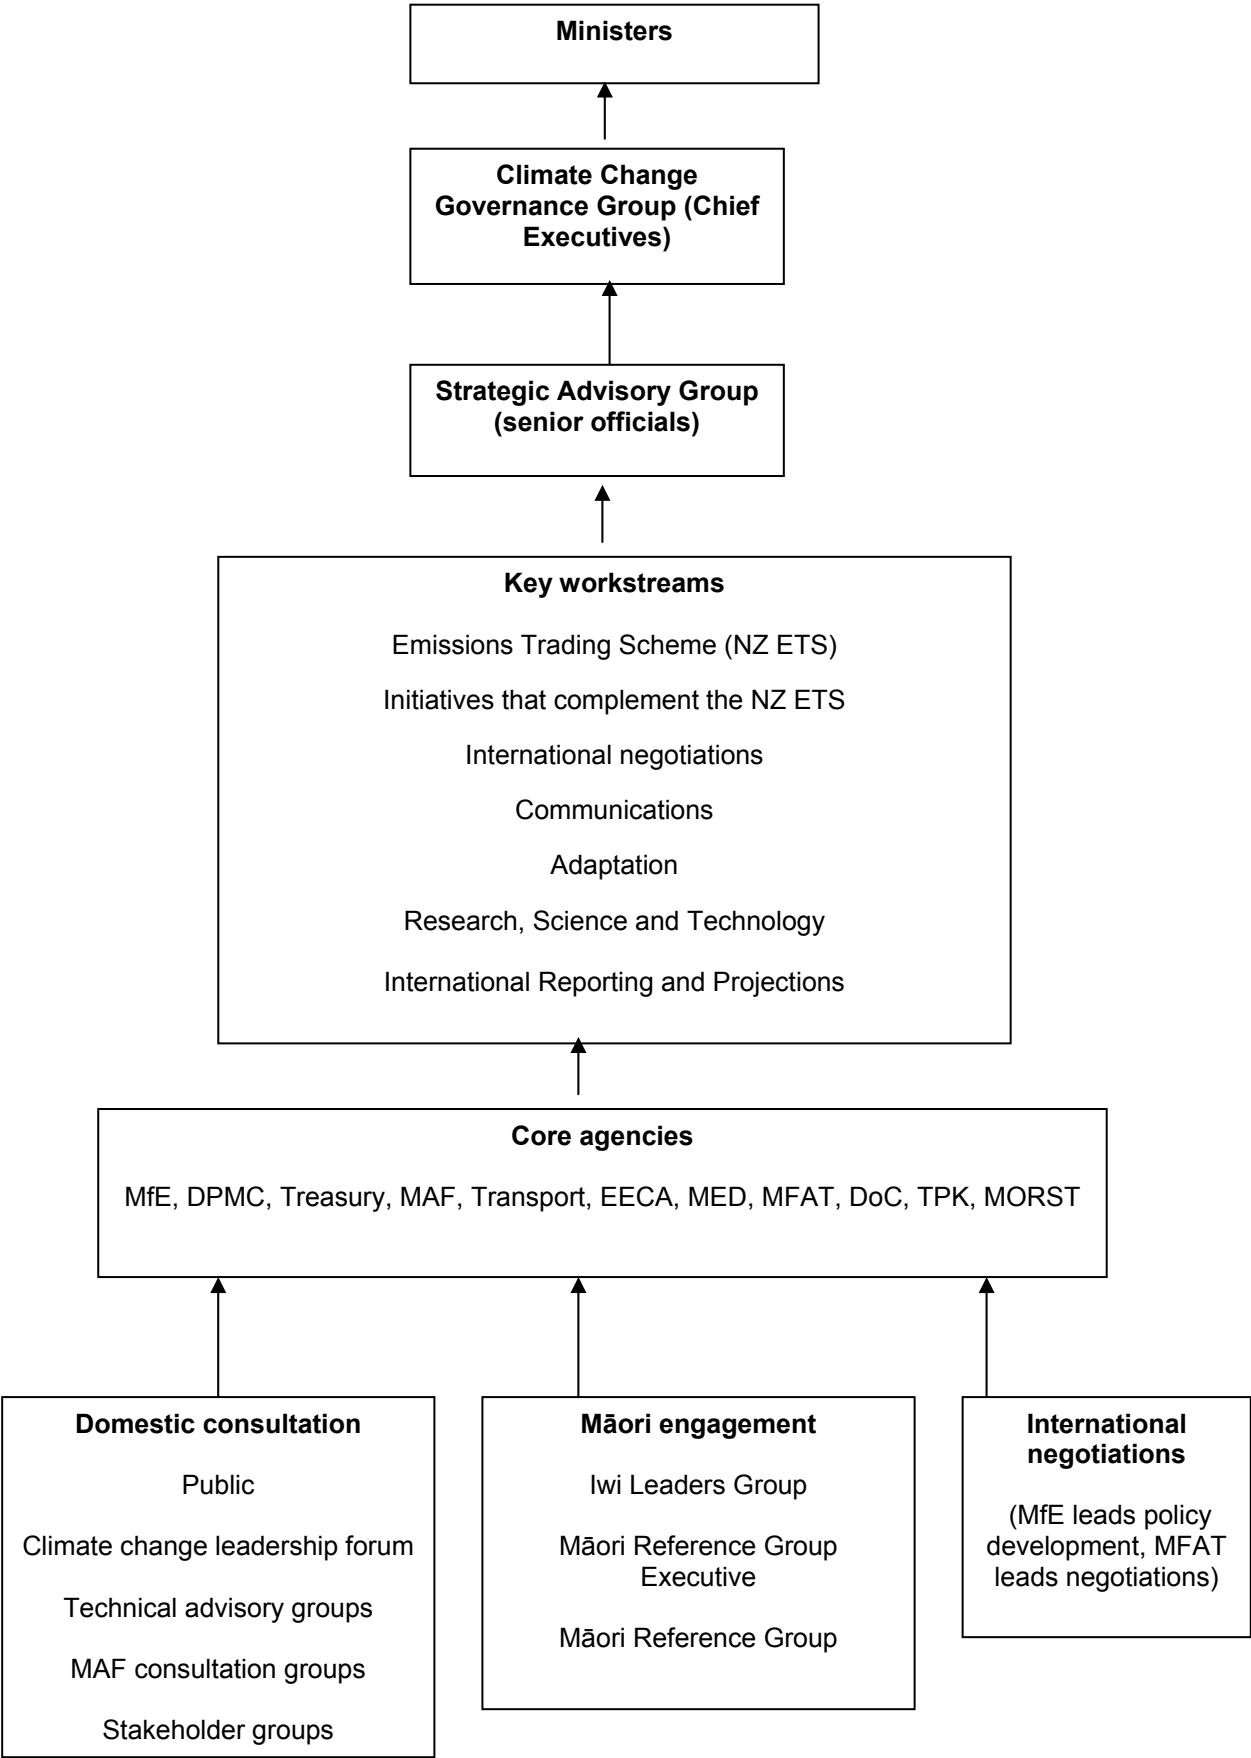 Ministers
Climate Change
Governance Group (Chief
Executives)
Strategic Advisory Group
(senior officials)
Key workstreams
Emissions Trading Scheme (NZ ETS)
Initiatives that complement the NZ ETS
International negotiations
Communications
Adaptation
Research, Science and Technology
International Reporting and Projections
Core agencies
MfE, DPMC, Treasury, MAF, Transport, EECA, MED, MFAT, DoC, TPK, MORST
Domestic consultation
Public
Climate change leadership forum
Technical advisory groups
MAF consultation groups
Stakeholder groups
Māori engagement
Iwi Leaders Group
Māori Reference Group
Executive
Māori Reference Group
International
negotiations
(MfE leads policy
development, MFAT
leads negotiations)